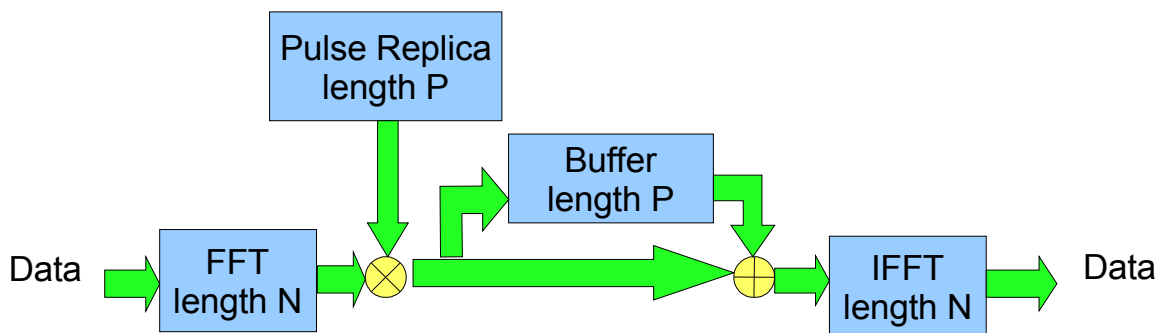 Pulse Replica
length P
Buffer
length P
Data
FFT
length N
IFFT
length N
Data